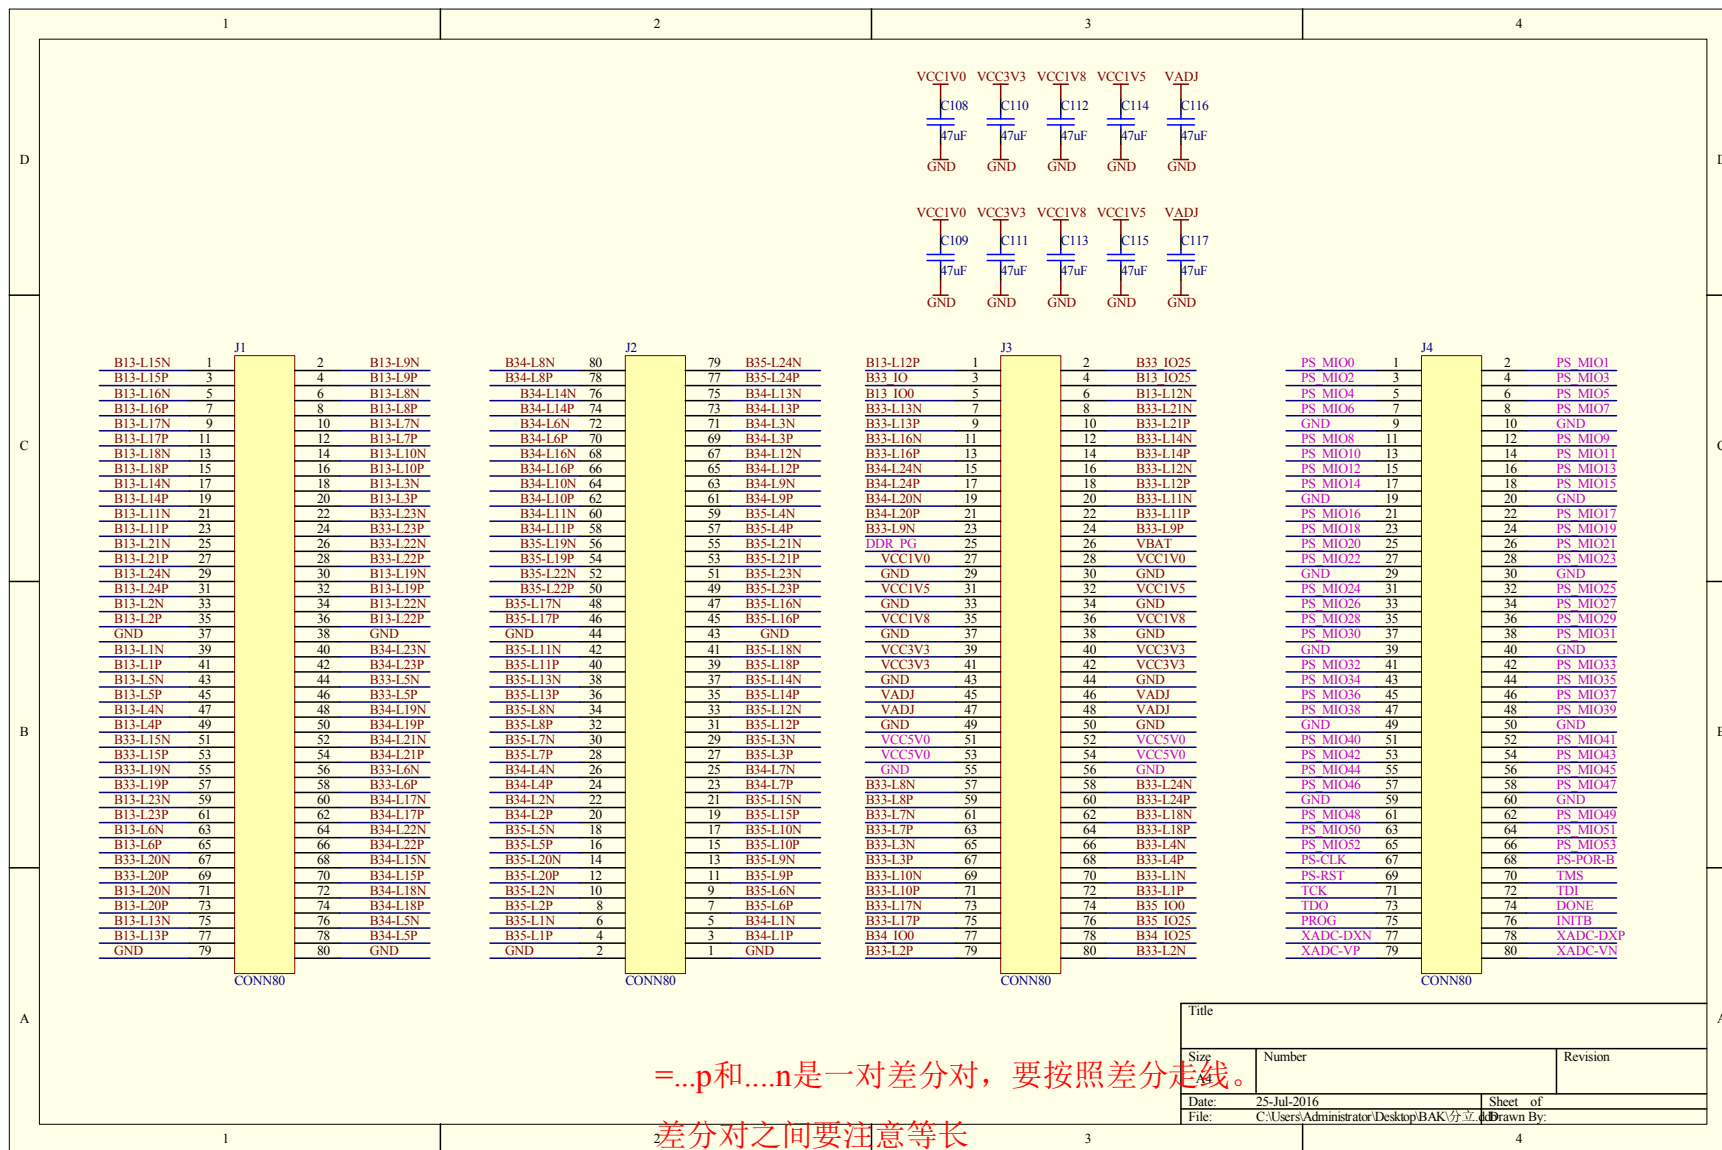 1 2 3 4
VCC1V0 VCC3V3 VCC1V8 VCC1V5 VADJ
C108 C110 C112 C114 C116
47uF 47uF 47uF 47uF 47uF
D D
GND GND GND GND GND
VCC1V0 VCC3V3 VCC1V8 VCC1V5 VADJ
C109 C111 C113 C115 C117
47uF 47uF 47uF 47uF 47uF
GND GND GND GND GND
J1 J2 J3 J4
B13-L15N 1 2 B13-L9N B34-L8N 80 79 B35-L24N B13-L12P 1 2 B33_IO25 PS_MIO0 1 2 PS_MIO1
B13-L15P 3 4 B13-L9P B34-L8P 78 77 B35-L24P B33_IO 3 4 B13_IO25 PS_MIO2 3 4 PS_MIO3
B13-L16N 5 6 B13-L8N B34-L14N 76 75 B34-L13N B13_IO0 5 6 B13-L12N PS_MIO4 5 6 PS_MIO5
B13-L16P 7 8 B13-L8P B34-L14P 74 73 B34-L13P B33-L13N 7 8 B33-L21N PS_MIO6 7 8 PS_MIO7
B13-L17N 9 10 B13-L7N B34-L6N 72 71 B34-L3N B33-L13P 9 10 B33-L21P GND 9 10 GND
B13-L17P 11 12 B13-L7P B34-L6P 70 69 B34-L3P B33-L16N 11 12 B33-L14N PS_MIO8 11 12 PS_MIO9
C C
B13-L18N 13 14 B13-L10N B34-L16N 68 67 B34-L12N B33-L16P 13 14 B33-L14P PS_MIO10 13 14 PS_MIO11
B13-L18P 15 16 B13-L10P B34-L16P 66 65 B34-L12P B34-L24N 15 16 B33-L12N PS_MIO12 15 16 PS_MIO13
B13-L14N 17 18 B13-L3N B34-L10N 64 63 B34-L9N B34-L24P 17 18 B33-L12P PS_MIO14 17 18 PS_MIO15
B13-L14P 19 20 B13-L3P B34-L10P 62 61 B34-L9P B34-L20N 19 20 B33-L11N GND 19 20 GND
B13-L11N 21 22 B33-L23N B34-L11N 60 59 B35-L4N B34-L20P 21 22 B33-L11P PS_MIO16 21 22 PS_MIO17
B13-L11P 23 24 B33-L23P B34-L11P 58 57 B35-L4P B33-L9N 23 24 B33-L9P PS_MIO18 23 24 PS_MIO19
B13-L21N 25 26 B33-L22N B35-L19N 56 55 B35-L21N DDR_PG 25 26 VBAT PS_MIO20 25 26 PS_MIO21
B13-L21P 27 28 B33-L22P B35-L19P 54 53 B35-L21P VCC1V0 27 28 VCC1V0 PS_MIO22 27 28 PS_MIO23
B13-L24N 29 30 B13-L19N B35-L22N 52 51 B35-L23N GND 29 30 GND GND 29 30 GND
B13-L24P 31 32 B13-L19P B35-L22P 50 49 B35-L23P VCC1V5 31 32 VCC1V5 PS_MIO24 31 32 PS_MIO25
B13-L2N 33 34 B13-L22N B35-L17N 48 47 B35-L16N GND 33 34 GND PS_MIO26 33 34 PS_MIO27
B13-L2P 35 36 B13-L22P B35-L17P 46 45 B35-L16P VCC1V8 35 36 VCC1V8 PS_MIO28 35 36 PS_MIO29
GND 37 38 GND GND 44 43 GND GND 37 38 GND PS_MIO30 37 38 PS_MIO31
B13-L1N 39 40 B34-L23N B35-L11N 42 41 B35-L18N VCC3V3 39 40 VCC3V3 GND 39 40 GND
B13-L1P 41 42 B34-L23P B35-L11P 40 39 B35-L18P VCC3V3 41 42 VCC3V3 PS_MIO32 41 42 PS_MIO33
B13-L5N 43 44 B33-L5N B35-L13N 38 37 B35-L14N GND 43 44 GND PS_MIO34 43 44 PS_MIO35
B13-L5P 45 46 B33-L5P B35-L13P 36 35 B35-L14P VADJ 45 46 VADJ PS_MIO36 45 46 PS_MIO37
B13-L4N 47 48 B34-L19N B35-L8N 34 33 B35-L12N VADJ 47 48 VADJ PS_MIO38 47 48 PS_MIO39
B13-L4P 49 50 B34-L19P B35-L8P 32 31 B35-L12P GND 49 50 GND GND 49 50 GND
B B
B33-L15N 51 52 B34-L21N B35-L7N 30 29 B35-L3N VCC5V0 51 52 VCC5V0 PS_MIO40 51 52 PS_MIO41
B33-L15P 53 54 B34-L21P B35-L7P 28 27 B35-L3P VCC5V0 53 54 VCC5V0 PS_MIO42 53 54 PS_MIO43
B33-L19N 55 56 B33-L6N B34-L4N 26 25 B34-L7N GND 55 56 GND PS_MIO44 55 56 PS_MIO45
B33-L19P 57 58 B33-L6P B34-L4P 24 23 B34-L7P B33-L8N 57 58 B33-L24N PS_MIO46 57 58 PS_MIO47
B13-L23N 59 60 B34-L17N B34-L2N 22 21 B35-L15N B33-L8P 59 60 B33-L24P GND 59 60 GND
B13-L23P 61 62 B34-L17P B34-L2P 20 19 B35-L15P B33-L7N 61 62 B33-L18N PS_MIO48 61 62 PS_MIO49
B13-L6N 63 64 B34-L22N B35-L5N 18 17 B35-L10N B33-L7P 63 64 B33-L18P PS_MIO50 63 64 PS_MIO51
B13-L6P 65 66 B34-L22P B35-L5P 16 15 B35-L10P B33-L3N 65 66 B33-L4N PS_MIO52 65 66 PS_MIO53
B33-L20N 67 68 B34-L15N B35-L20N 14 13 B35-L9N B33-L3P 67 68 B33-L4P PS-CLK 67 68 PS-POR-B
B33-L20P 69 70 B34-L15P B35-L20P 12 11 B35-L9P B33-L10N 69 70 B33-L1N PS-RST 69 70 TMS
B13-L20N 71 72 B34-L18N B35-L2N 10 9 B35-L6N B33-L10P 71 72 B33-L1P TCK 71 72 TDI
B13-L20P 73 74 B34-L18P B35-L2P 8 7 B35-L6P B33-L17N 73 74 B35_IO0 TDO 73 74 DONE
B13-L13N 75 76 B34-L5N B35-L1N 6 5 B34-L1N B33-L17P 75 76 B35_IO25 PROG 75 76 INITB
B13-L13P 77 78 B34-L5P B35-L1P 4 3 B34-L1P B34_IO0 77 78 B34_IO25 XADC-DXN 77 78 XADC-DXP
GND 79 80 GND GND 2 1 GND B33-L2P 79 80 B33-L2N XADC-VP 79 80 XADC-VN
CONN80 CONN80 CONN80 CONN80
A A
Title
Size Number Revision
A4
=...p和....n是一对差分对，要按照差分走线。
Date: 25-Jul-2016 Sheet of
File: C:\Users\Administrator\Desktop\BAK\分立.ddb Drawn By:
差分对之间要注意等长
1 2 3 4